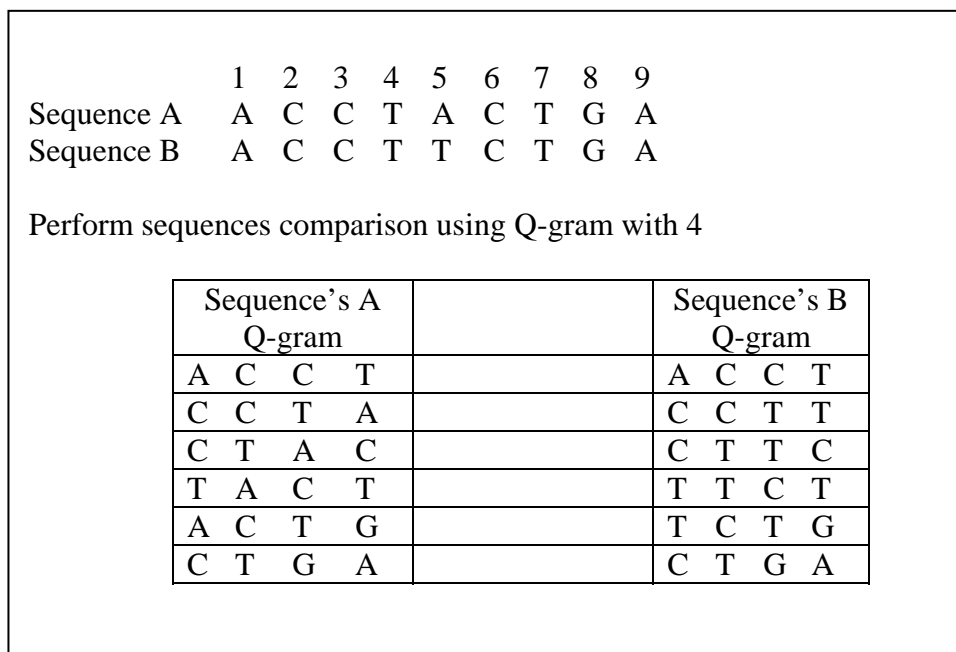 1 2 3 4 5 6 7 8 9
Sequence A A C C T A C T G A
Sequence B A C C T T C T G A
Perform sequences comparison using Q-gram with 4
Sequence's A Sequence's B
Q-gram Q-gram
A C C T A C C T
C C T A C C T T
C T A C C T T C
T A C T T T C T
A C T G T C T G
C T G A C T G A